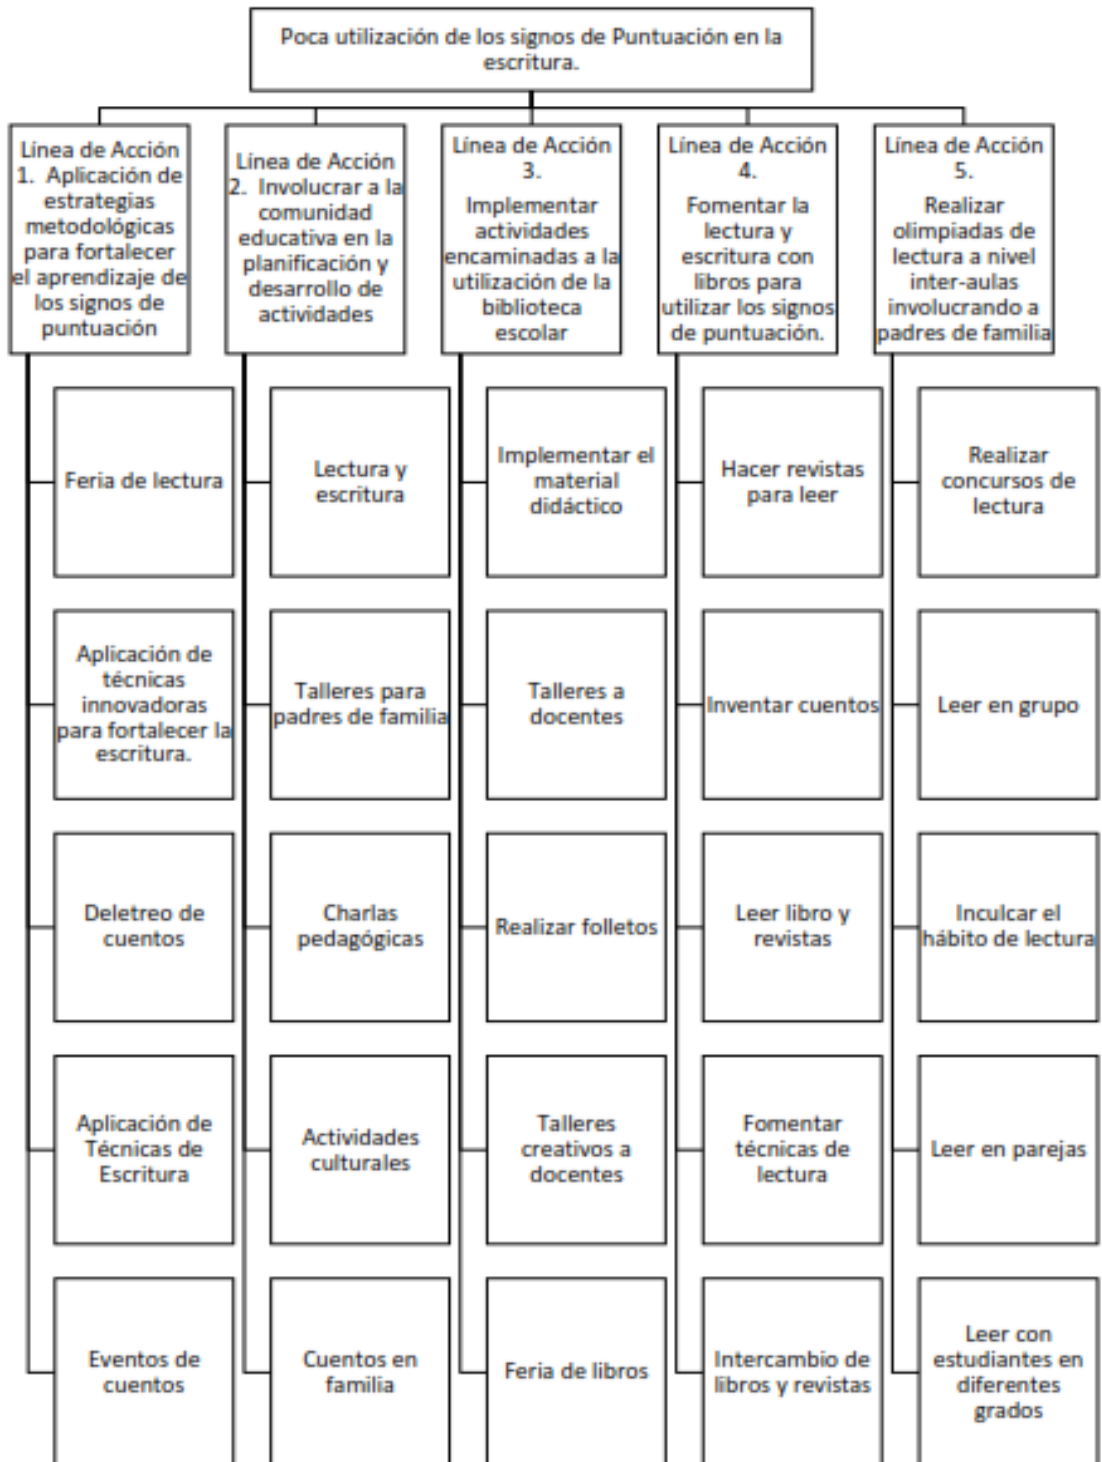 Poca utilización de los signos de Puntuación en la
escritura.
Línea de Acción
1. Aplicación de
estrategias
metodológicas
para fortalecer
el aprendizaje de
los signos de
puntuación
Línea de Acción
2. Involucrar a la
comunidad
educativa en la
planificación y
desarrollo de
actividades
Línea de Acción
3.
Implementar
actividades
encaminadas a la
utilización de la
biblioteca
escolar
Línea de Acción
4.
Fomentar la
lectura y
escritura con
libros para
utilizar los signos
de puntuación.
Línea de Acción
5.
Realizar
olimpiadas de
lectura a nivel
inter-aulas
involucrando a
padres de familia
Feria de lectura
Lectura y
escritura
Implementar el
material
didáctico
Hacer revistas
para leer
Realizar
concursos de
lectura
Aplicación de
técnicas
innovadoras
para fortalecer la
escritura.
Talleres para
padres de familia
Talleres a
docentes
Inventar cuentos
Leer en grupo
Deletreo de
cuentos
Charlas
pedagógicas
Realizar folletos
Leer libro y
revistas
Inculcar el
hábito de lectura
Aplicación de
Técnicas de
Escritura
Actividades
culturales
Talleres
creativos a
docentes
Fomentar
técnicas de
lectura
Leer en parejas
Eventos de
cuentos
Cuentos en
familia
Feria de libros
Intercambio de
libros y revistas
Leer con
estudiantes en
diferentes
grados